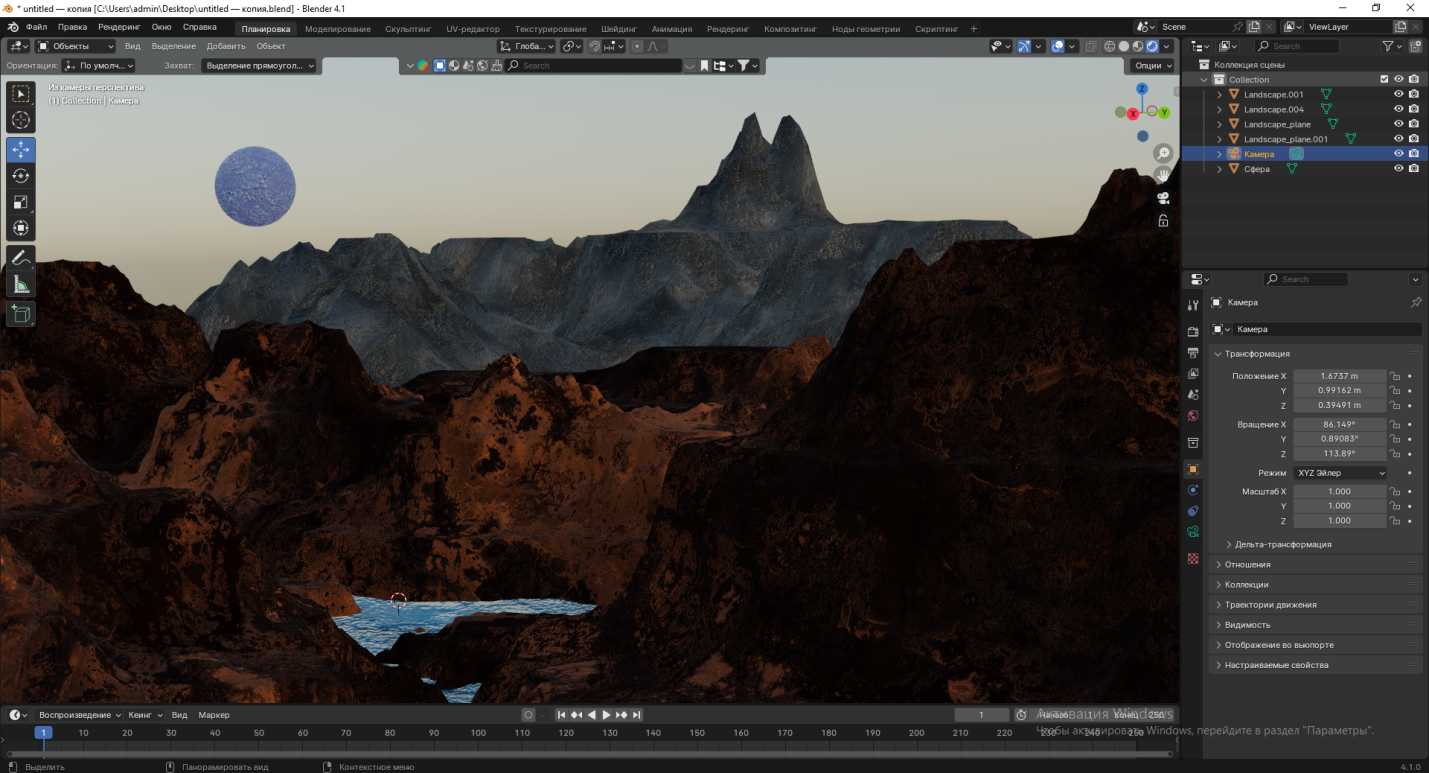 * untitled — копия [C:\Users\admin\Desktop\untitled — копия.blend] - Blender 4.1
Файл Правка Рендеринг Окно Справка Планировка Моделирование Скульптинг UV-редактор Текстурирование Шейдинг Анимация Рендеринг Композитинг Ноды геометрии Скриптинг + Scene ViewLayer
Объекты Вид Выделение Добавить Объект Глоба... Search
Ориентация: По умолч... Захват: Выделение прямоугол... Search Опции
Из камеры перспектива
(1) Collection | Камера
Z
X
Y
Коллекция сцены
Collection
Landscape.001
Landscape.004
Landscape_plane
Landscape_plane.001
Камера
Сфера
Search
Камера
Камера
Трансформация
Положение X 1.6737 m
Y 0.99162 m
Z 0.39491 m
Вращение X 86.149°
Y 0.89083°
Z 113.89°
Режим XYZ Эйлер
Масштаб X 1.000
Y 1.000
Z 1.000
Дельта-трансформация
Отношения
Коллекции
Траектории движения
Видимость
Отображение во вьюпорте
Настраиваемые свойства
Воспроизведение Кеинг Вид Маркер 1 Начало 1 Конец 250
Активация Windows
Чтобы активировать Windows, перейдите в раздел "Параметры".
1 10 20 30 40 50 60 70 80 90 100 110 120 130 140 150 160 170 180 190 200 210 220 230 240 250
Выделить Панорамировать вид Контекстное меню 4.1.0